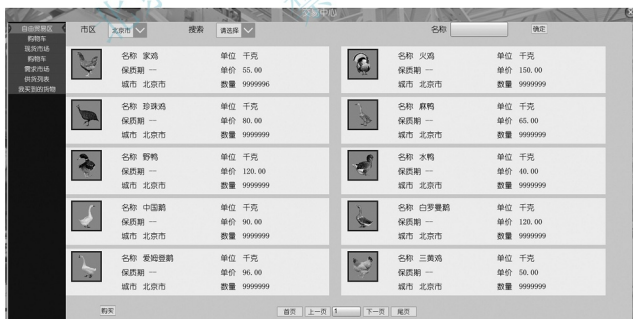 交易中心
自由贸易区
购物车
现货市场
购物车
需求市场
供货列表
我买到的货物
市区 北京市 搜索 请选择 名称 确定
名称 家鸡 单位 千克
保质期 — 单价 55.00
城市 北京市 数量 9999996
名称 火鸡 单位 千克
保质期 — 单价 150.00
城市 北京市 数量 9999999
名称 珍珠鸡 单位 千克
保质期 — 单价 80.00
城市 北京市 数量 9999999
名称 麻鸭 单位 千克
保质期 — 单价 65.00
城市 北京市 数量 9999999
名称 野鸭 单位 千克
保质期 — 单价 120.00
城市 北京市 数量 9999999
名称 水鸭 单位 千克
保质期 — 单价 40.00
城市 北京市 数量 9999999
名称 中国鹅 单位 千克
保质期 — 单价 90.00
城市 北京市 数量 9999999
名称 白罗曼鹅 单位 千克
保质期 — 单价 120.00
城市 北京市 数量 9999999
名称 爱姆登鹅 单位 千克
保质期 — 单价 96.00
城市 北京市 数量 9999999
名称 三黄鸡 单位 千克
保质期 — 单价 50.00
城市 北京市 数量 9999999
购买 首页 上一页 1 下一页 尾页